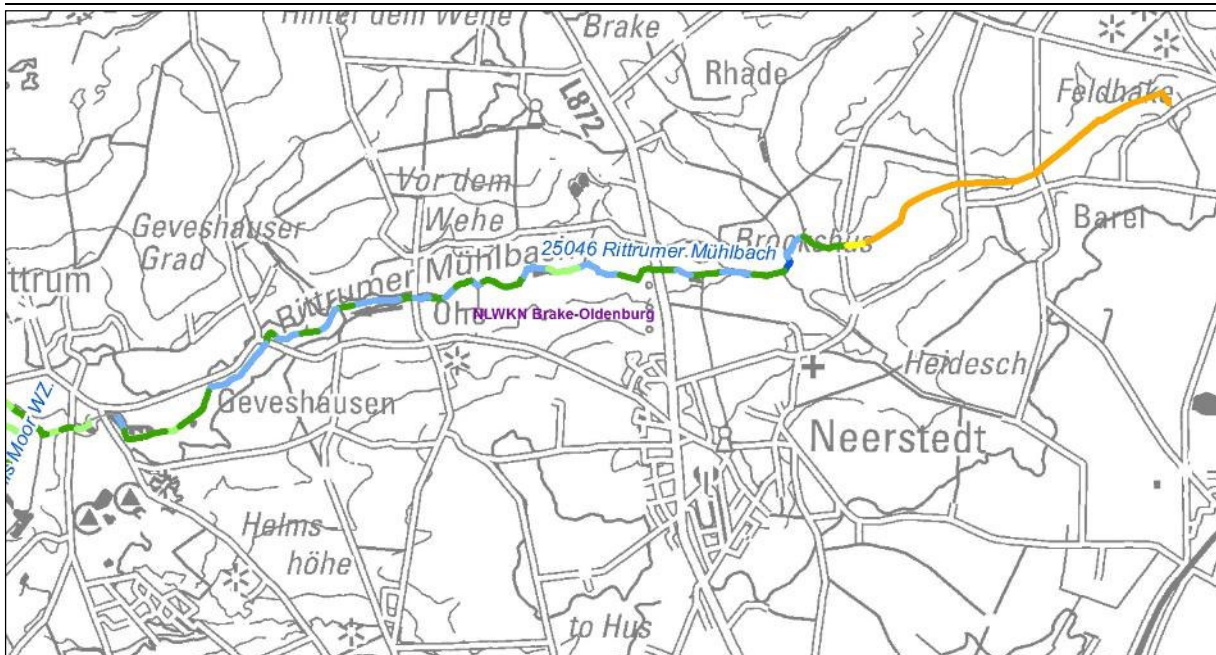 Hinter dem Wehe
Brake
Rhade
Feldhake
L872
Vor dem
Wehe
Geveshauser
Grad
Barel
Brookshus
25046 Rittrumer.Mühlbach
ttrum
Rittrumer Mühlbach
Ohe
NLWKN Brake-Oldenburg
Heidesch
Geveshausen
Neerstedt
Moor WZ.
Helms-
höhe
to Hus